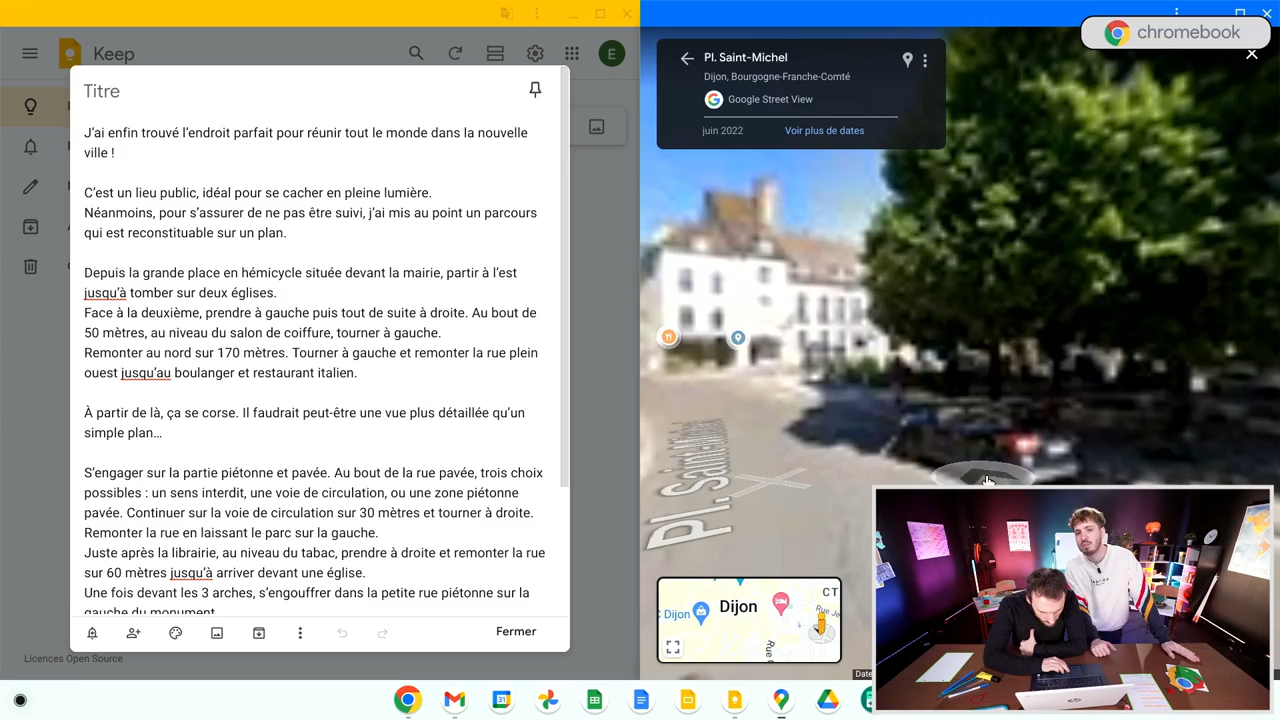 Keep
E
Titre
J'ai enfin trouvé l'endroit parfait pour réunir tout le monde dans la nouvelle
ville !
C'est un lieu public, idéal pour se cacher en pleine lumière.
Néanmoins, pour s'assurer de ne pas être suivi, j'ai mis au point un parcours
qui est reconstituable sur un plan.
Depuis la grande place en hémicycle située devant la mairie, partir à l'est
jusqu'à tomber sur deux églises.
Face à la deuxième, prendre à gauche puis tout de suite à droite. Au bout de
50 mètres, au niveau du salon de coiffure, tourner à gauche.
Remonter au nord sur 170 mètres. Tourner à gauche et remonter la rue plein
ouest jusqu'au boulanger et restaurant italien.
À partir de là, ça se corse. Il faudrait peut-être une vue plus détaillée qu'un
simple plan…
S'engager sur la partie piétonne et pavée. Au bout de la rue pavée, trois choix
possibles : un sens interdit, une voie de circulation, ou une zone piétonne
pavée. Continuer sur la voie de circulation sur 30 mètres et tourner à droite.
Remonter la rue en laissant le parc sur la gauche.
Juste après la librairie, au niveau du tabac, prendre à droite et remonter la rue
sur 60 mètres jusqu'à arriver devant une église.
Une fois devant les 3 arches, s'engouffrer dans la petite rue piétonne sur la
gauche du monument
Fermer
Licences Open Source
chromebook
Pl. Saint-Michel
Dijon, Bourgogne-Franche-Comté
Google Street View
juin 2022
Voir plus de dates
Pl. Saint-Michel
Dijon
Dijon
CT
Rue Je
Rue
Date
31